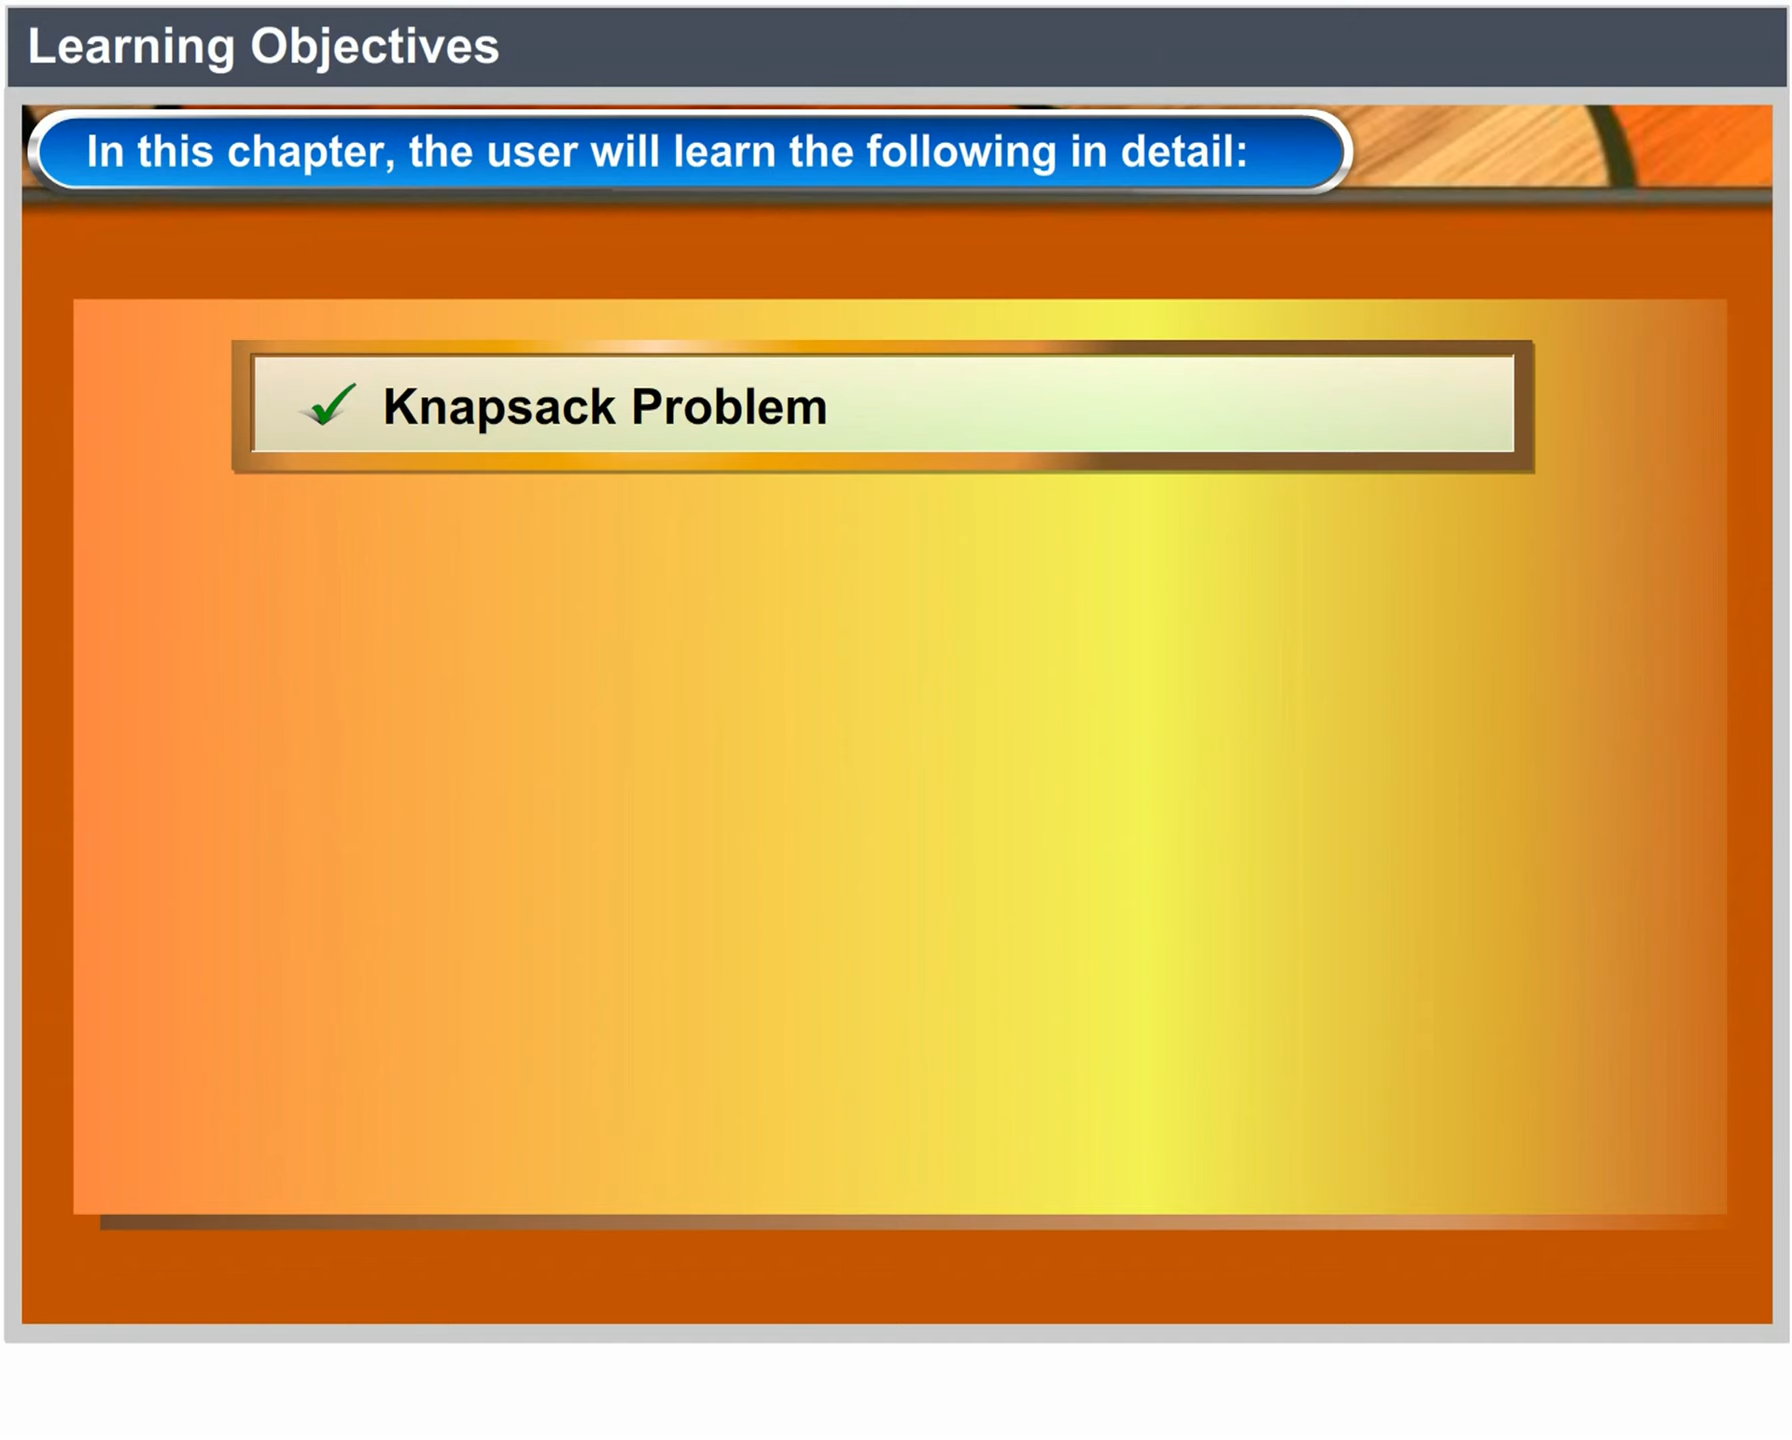 Learning Objectives
In this chapter, the user will learn the following in detail:
Knapsack Problem